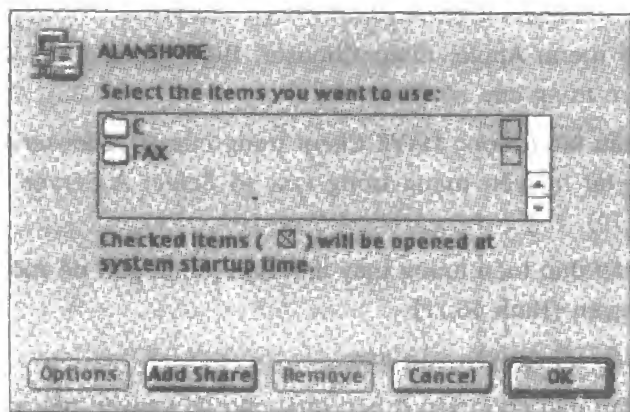 ALANSHORE
Select the items you want to use:
C
FAX
Checked items ( ☒ ) will be opened at
system startup time.
Options Add Share Remove Cancel OK